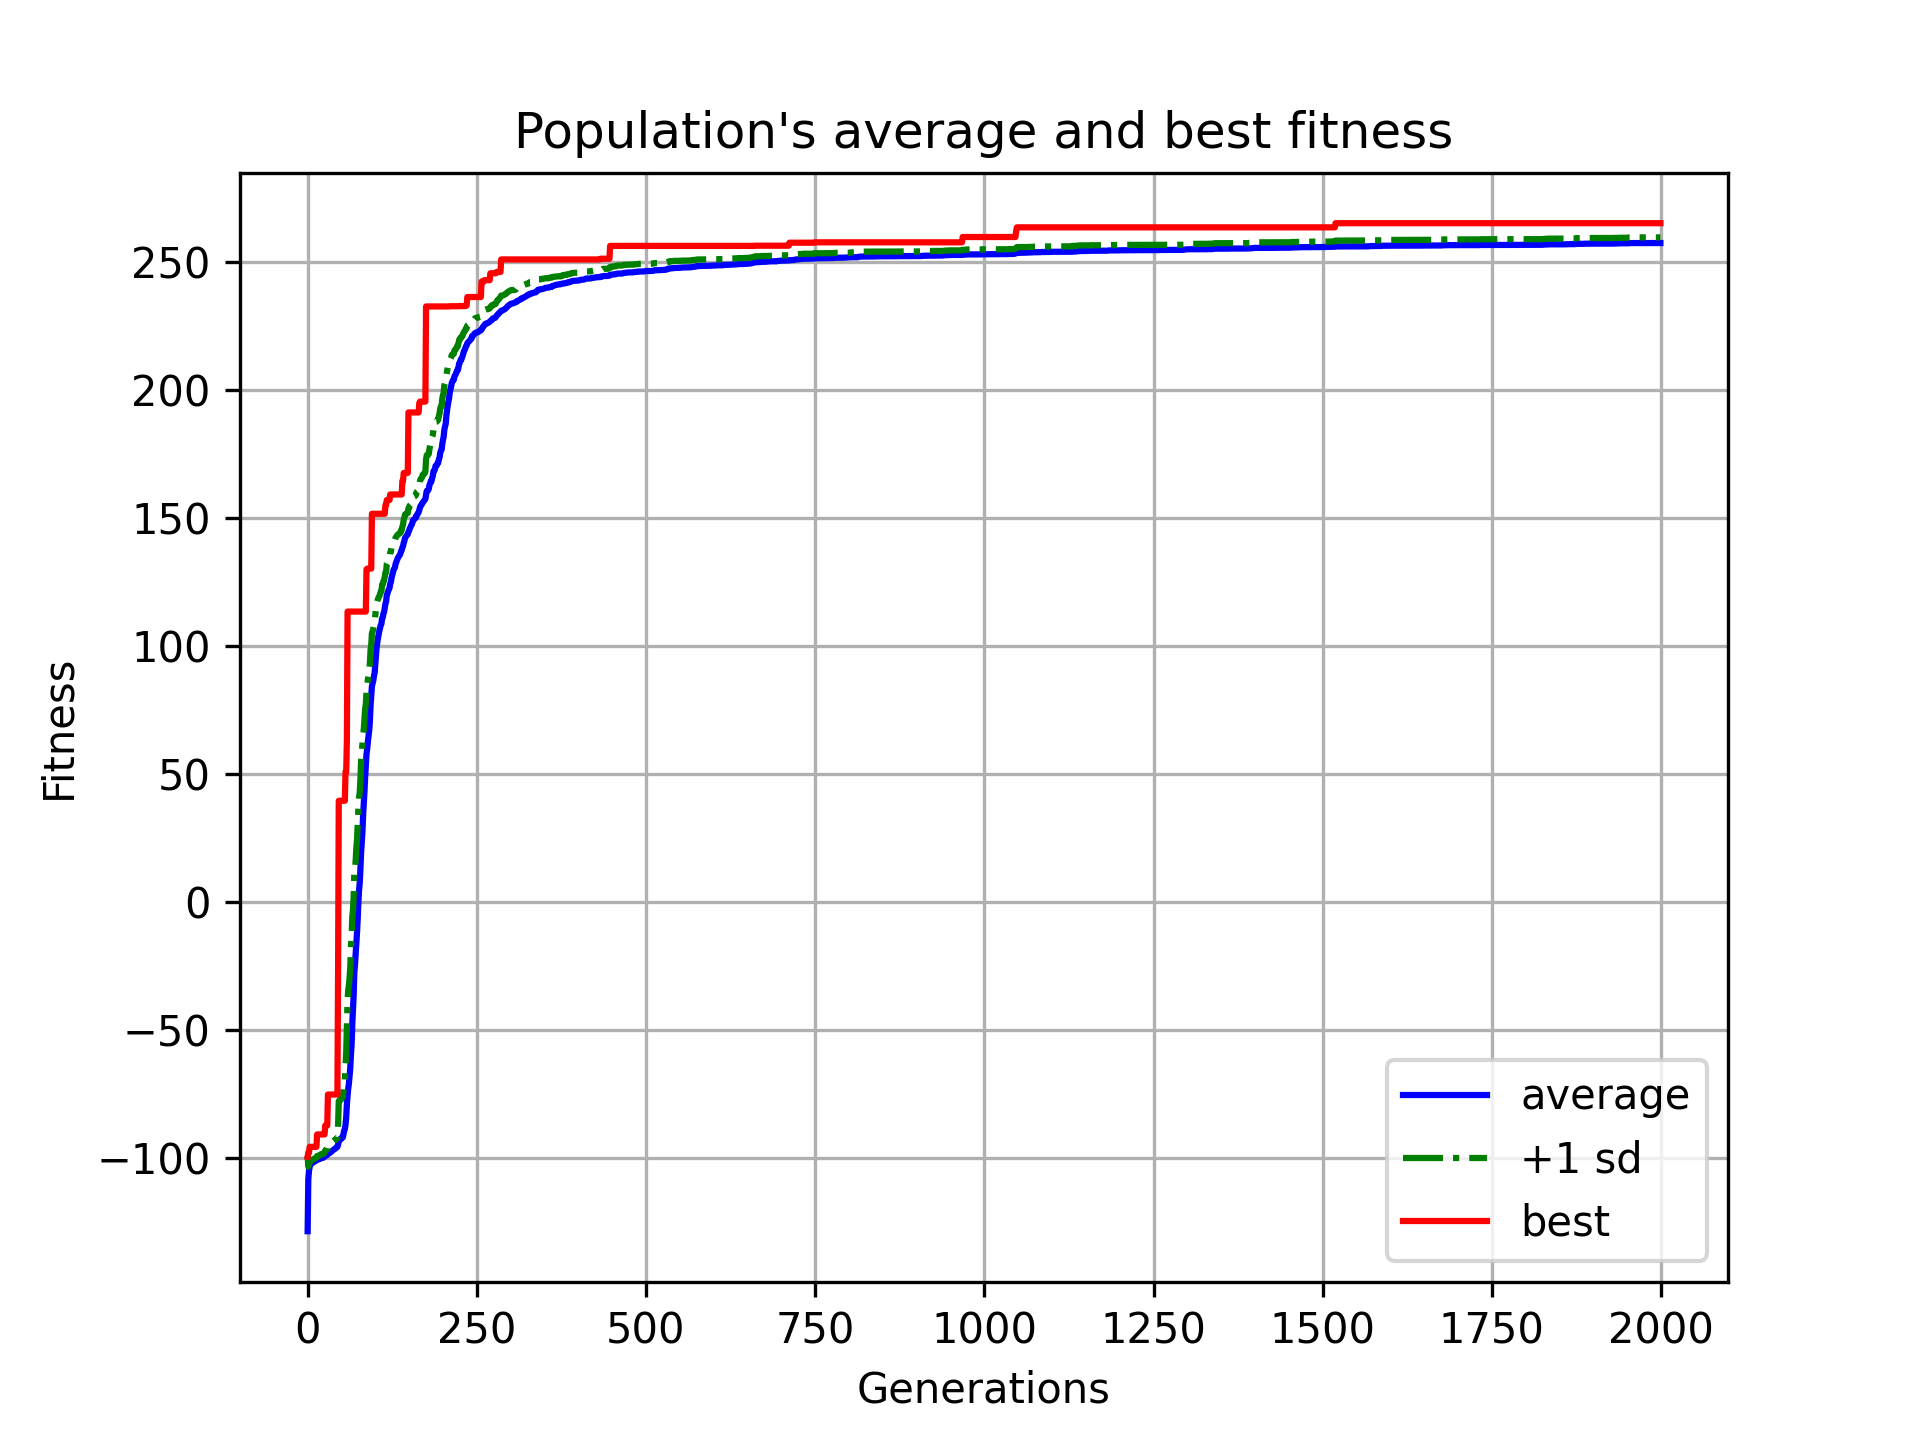 Population's average and best fitness
Fitness
250
200
150
100
50
0
−50
−100
0 250 500 750 1000 1250 1500 1750 2000
Generations
average
+1 sd
best